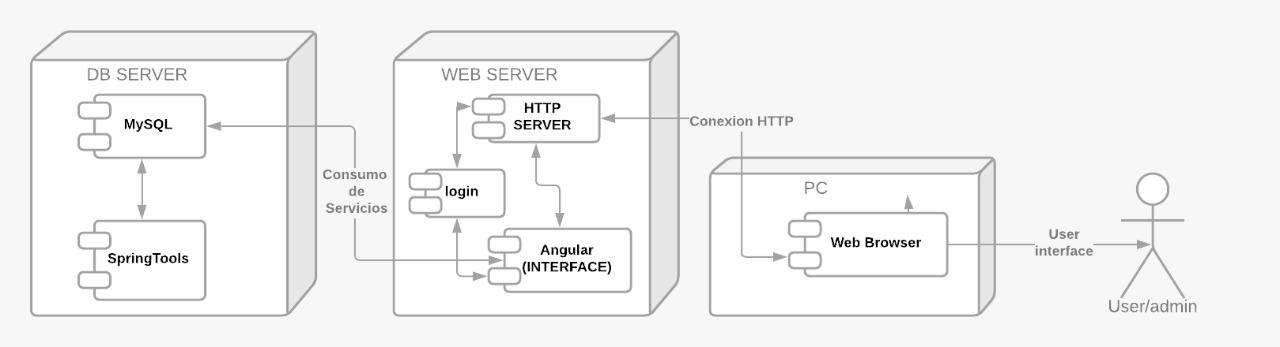 DB SERVER
MySQL
SpringTools
Consumo
de
Servicios
WEB SERVER
HTTP
SERVER
login
Angular
(INTERFACE)
Conexion HTTP
PC
Web Browser
User
interface
User/admin